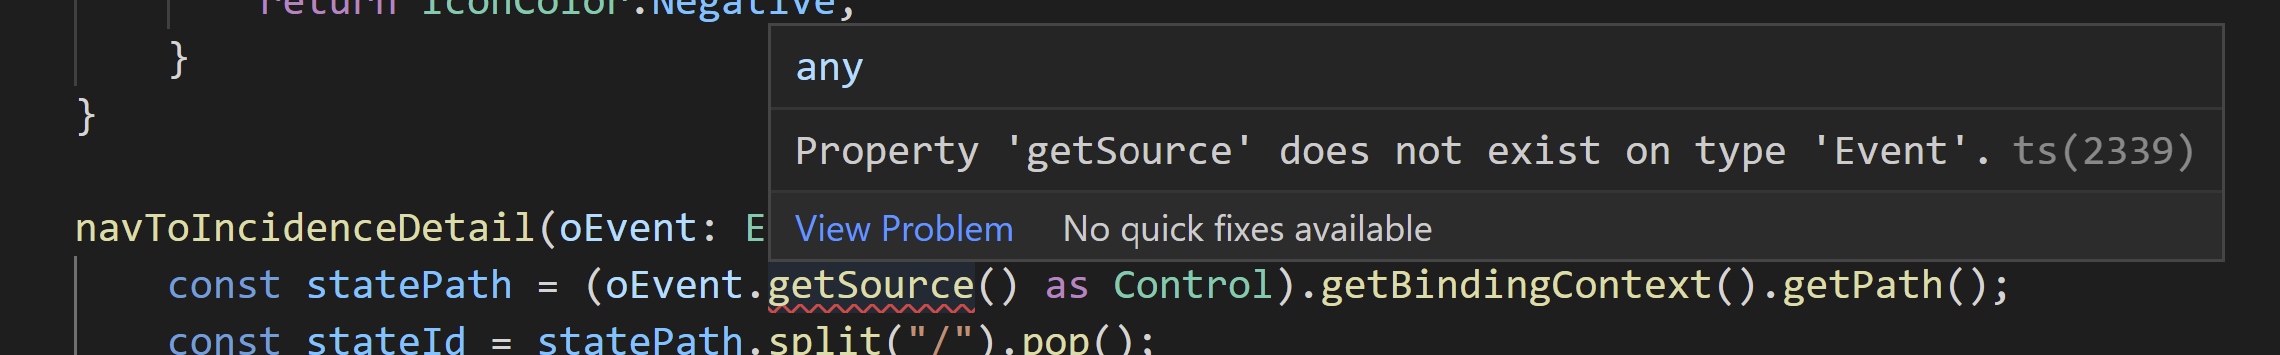 return iconColor.Negative;
}
}
any
Property 'getSource' does not exist on type 'Event'. ts(2339)
View Problem No quick fixes available
navToIncidenceDetail(oEvent: E
const statePath = (oEvent.getSource() as Control).getBindingContext().getPath();
const stateId = statePath.split("/").pop();